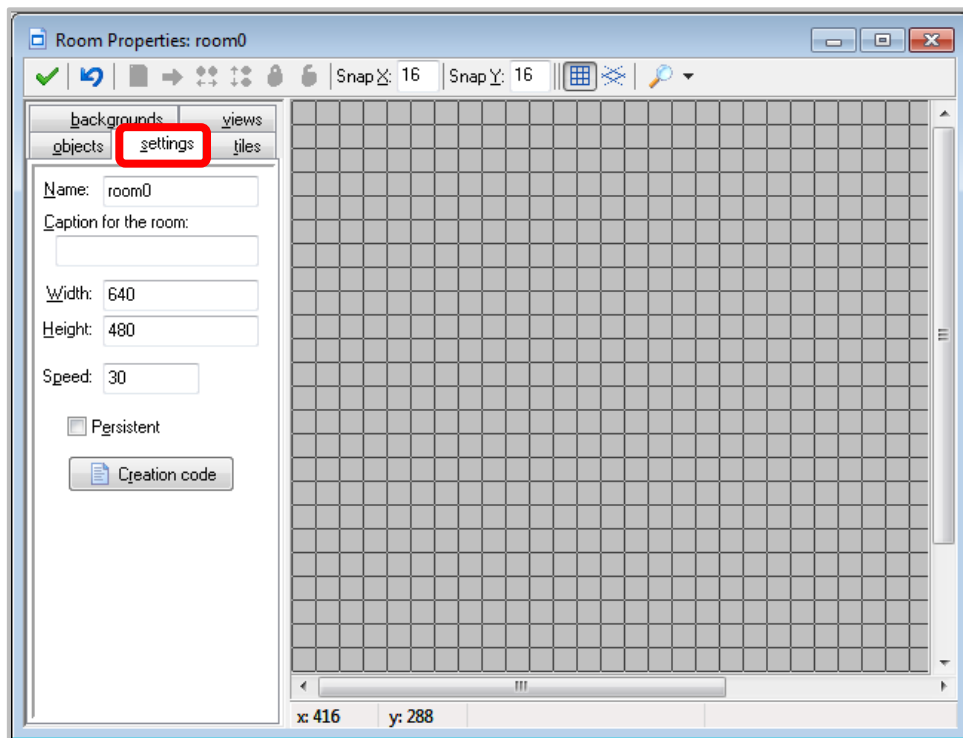 Room Properties: room0
Snap X: 16 Snap Y: 16
backgrounds views
objects settings tiles
Name: room0
Caption for the room:
Width: 640
Height: 480
Speed: 30
Persistent
Creation code
x: 416 y: 288